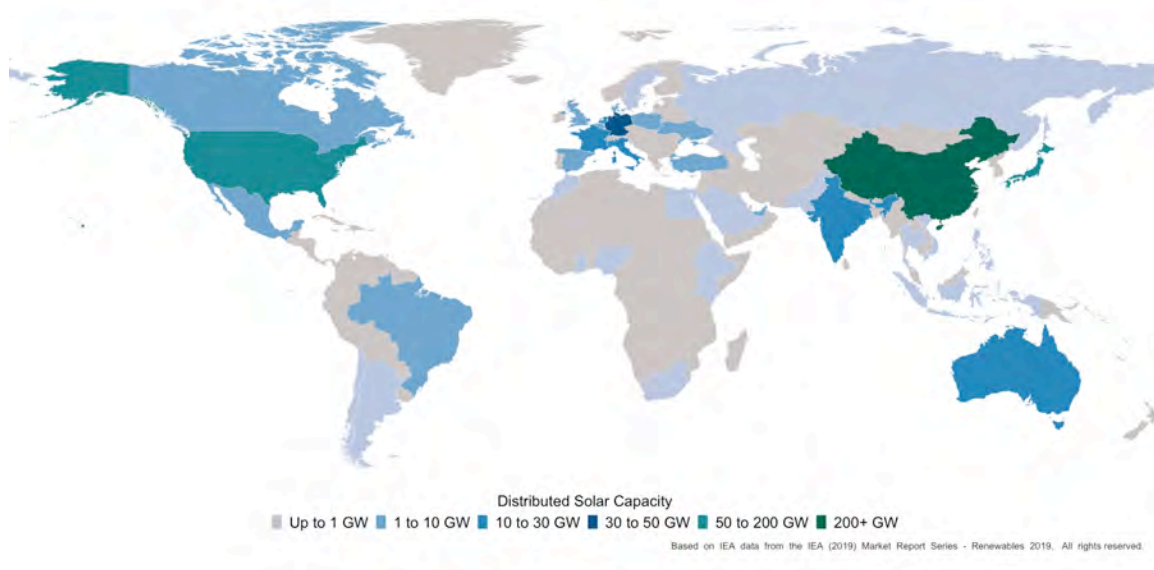 Distributed Solar Capacity
Up to 1 GW 1 to 10 GW 10 to 30 GW 30 to 50 GW 50 to 200 GW 200+ GW
Based on IEA data from the IEA (2019) Market Report Series - Renewables 2019. All rights reserved.